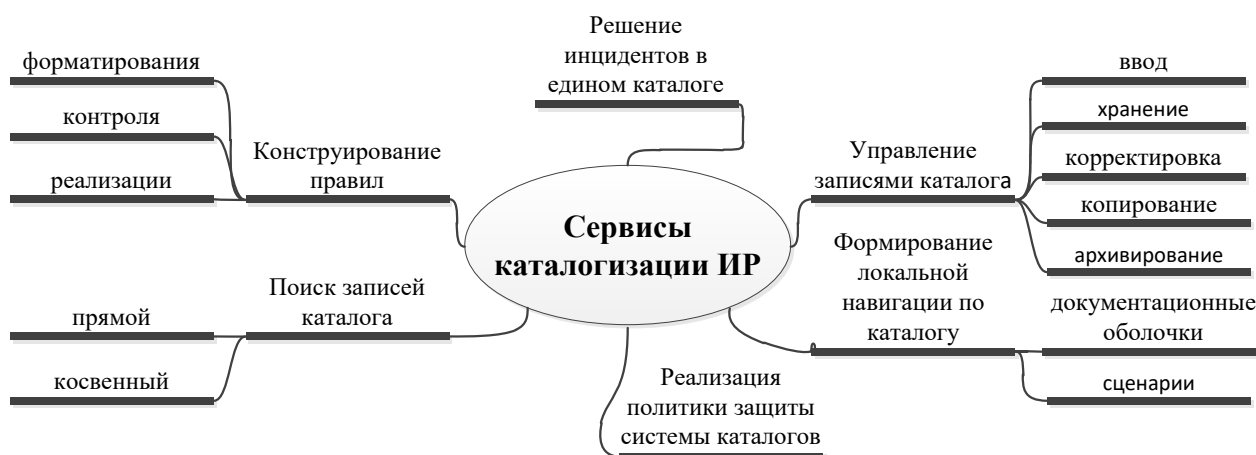 Решение
инцидентов в
едином каталоге
форматирования
контроля
реализации
Конструирование
правил
Управление
записями каталога
ввод
хранение
корректировка
копирование
архивирование
Сервисы
каталогизации ИР
Поиск записей
каталога
прямой
косвенный
Формирование
локальной
навигации по
каталогу
документационные
оболочки
сценарии
Реализация
политики защиты
системы каталогов